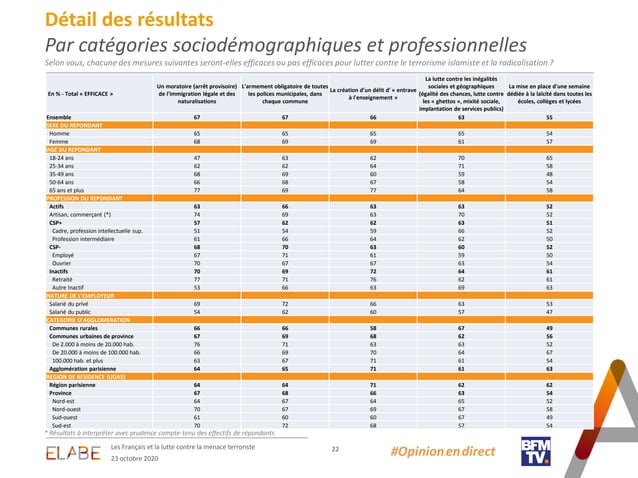 Détail des résultats
Par catégories sociodémographiques et professionnelles
Selon vous, chacune des mesures suivantes seront-elles efficaces ou pas efficaces pour lutter contre le terrorisme islamiste et la radicalisation ?
En % - Total « EFFICACE » | Un moratoire (arrêt provisoire) de l'immigration légale et des naturalisations | L'armement obligatoire de toutes les polices municipales, dans chaque commune | La création d'un délit d' « entrave à l'enseignement » | La lutte contre les inégalités sociales et géographiques (égalité des chances, lutte contre les « ghettos », mixité sociale, implantation de services publics) | La mise en place d'une semaine dédiée à la laïcité dans toutes les écoles, collèges et lycées
Ensemble 67 67 66 63 55
SEXE DU REPONDANT
Homme 65 65 65 65 54
Femme 68 69 69 61 57
AGE DU REPONDANT
18-24 ans 47 63 62 70 65
25-34 ans 62 62 64 71 58
35-49 ans 68 69 60 59 48
50-64 ans 66 68 67 58 54
65 ans et plus 77 69 77 64 58
PROFESSION DU REPONDANT
Actifs 63 66 63 63 52
Artisan, commerçant (*) 74 69 63 70 52
CSP+ 57 62 62 63 51
Cadre, profession intellectuelle sup. 51 54 59 66 52
Profession intermédiaire 61 66 64 62 50
CSP- 68 70 63 60 52
Employé 67 71 61 59 50
Ouvrier 70 67 67 63 54
Inactifs 70 69 72 64 61
Retraité 77 71 76 62 61
Autre Inactif 53 66 63 69 63
NATURE DE L'EMPLOYEUR
Salarié du privé 69 72 66 63 53
Salarié du public 54 62 60 57 47
CATEGORIE D'AGGLOMERATION
Communes rurales 66 66 58 67 49
Communes urbaines de province 67 69 68 62 56
De 2.000 à moins de 20.000 hab. 76 71 63 63 52
De 20.000 à moins de 100.000 hab. 66 69 70 64 67
100.000 hab. et plus 63 67 71 61 54
Agglomération parisienne 64 65 71 61 63
REGION DE RESIDENCE (UDA5)
Région parisienne 64 64 71 62 62
Province 67 68 66 63 54
Nord-est 64 64 67 64 52
Nord-ouest 70 67 69 67 58
Sud-ouest 61 60 60 67 49
Sud-est 70 72 68 57 54
* Résultats à interpréter avec prudence compte-tenu des effectifs de répondants
ELABE
Les Français et la lutte contre la menace terroriste
23 octobre 2020
22
#Opinion en direct
BFM
TV.